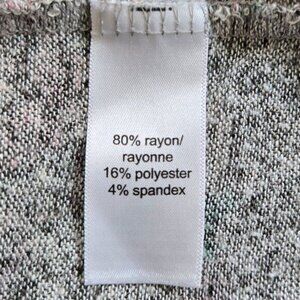 80% rayon/
rayonne
16% polyester
4% spandex